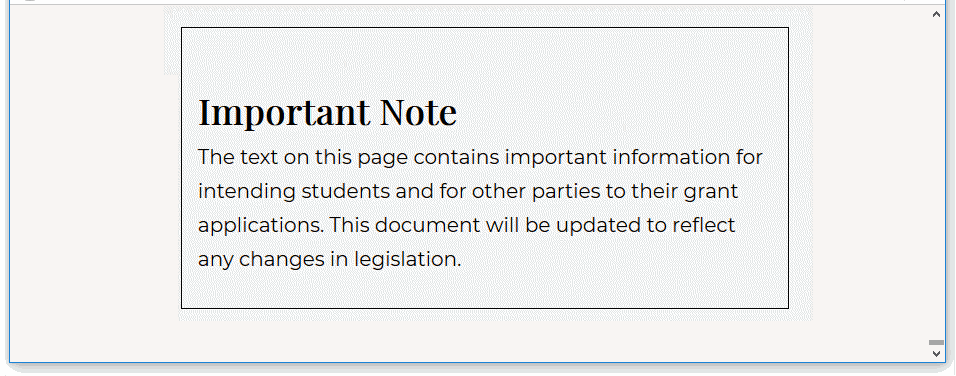 Important Note
The text on this page contains important information for
intending students and for other parties to their grant
applications. This document will be updated to reflect
any changes in legislation.